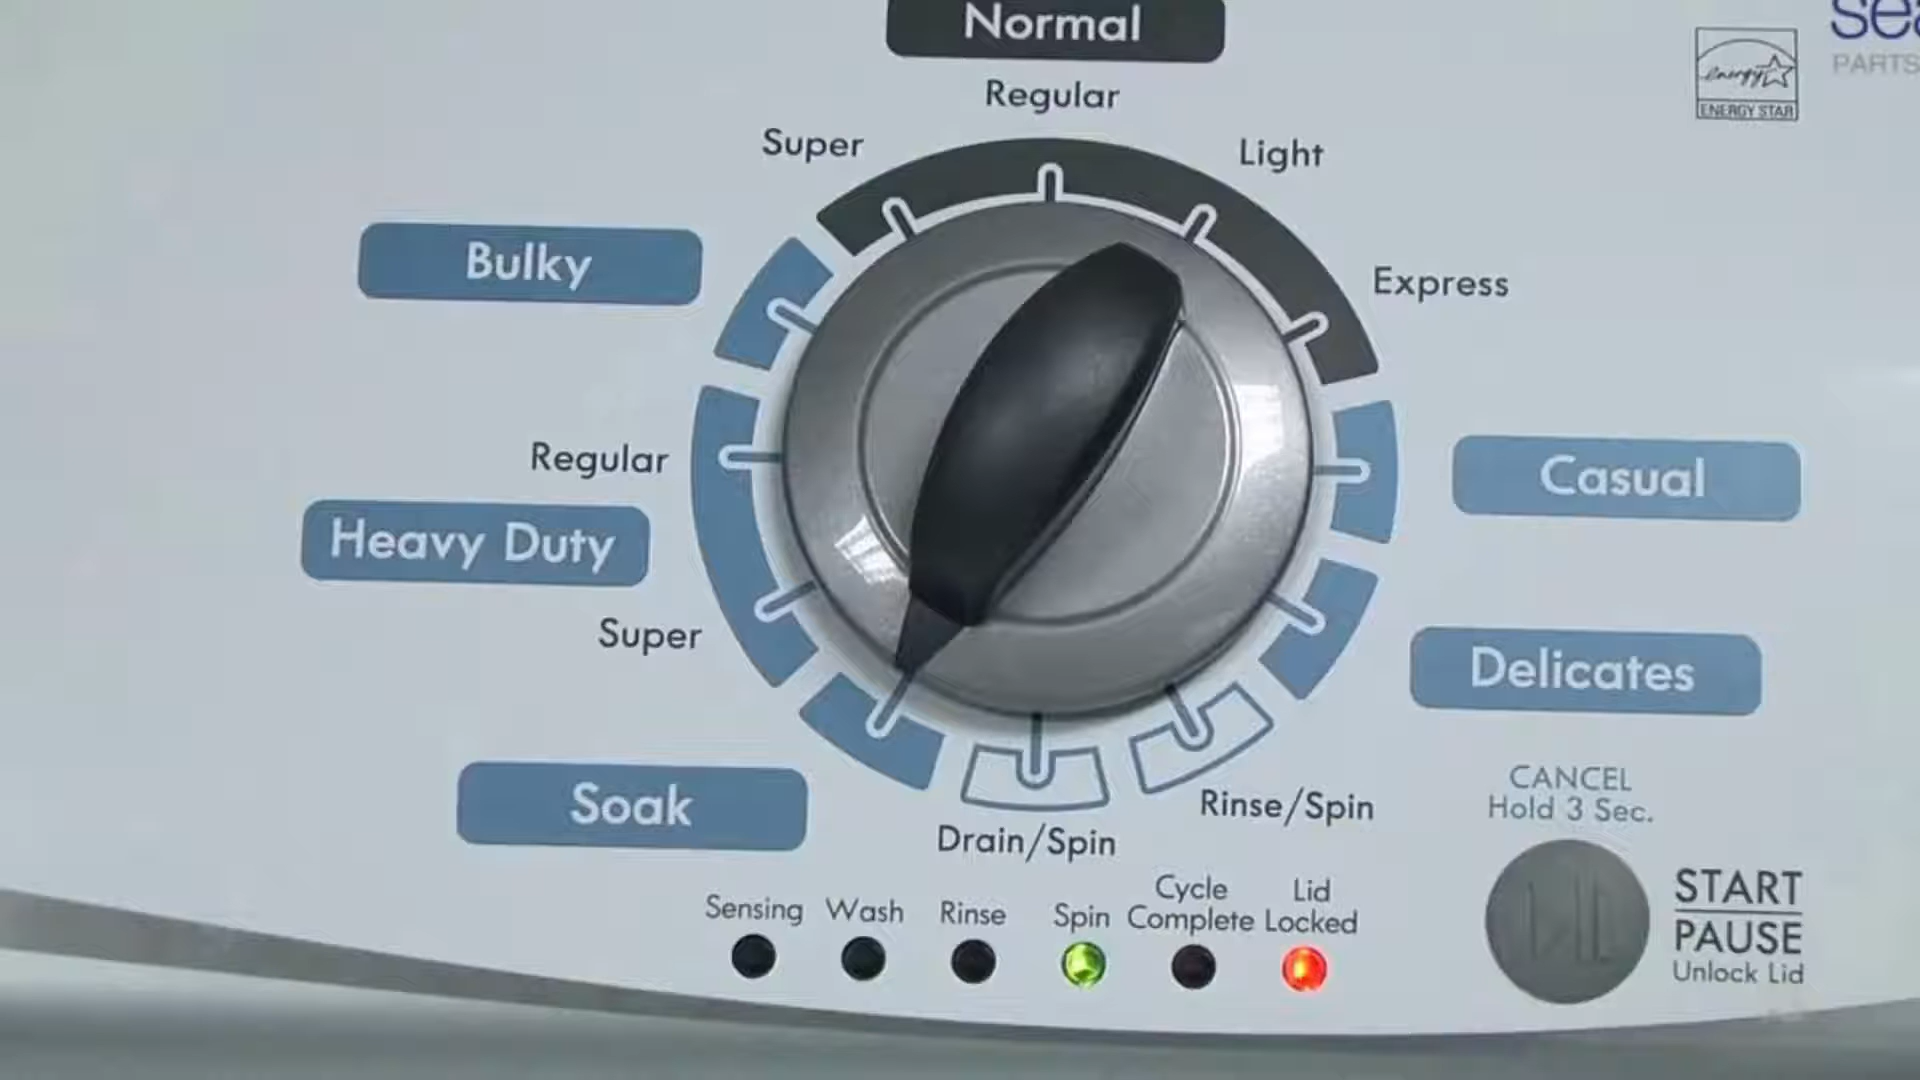 Normal
Regular
Super
Light
Express
Bulky
Regular
Heavy Duty
Super
Soak
Casual
Delicates
Rinse/Spin
Drain/Spin
energy
ENERGY STAR
PARTS
CANCEL
Hold 3 Sec.
START
PAUSE
Unlock Lid
Sensing
Wash
Rinse
Spin
Cycle
Complete
Lid
Locked